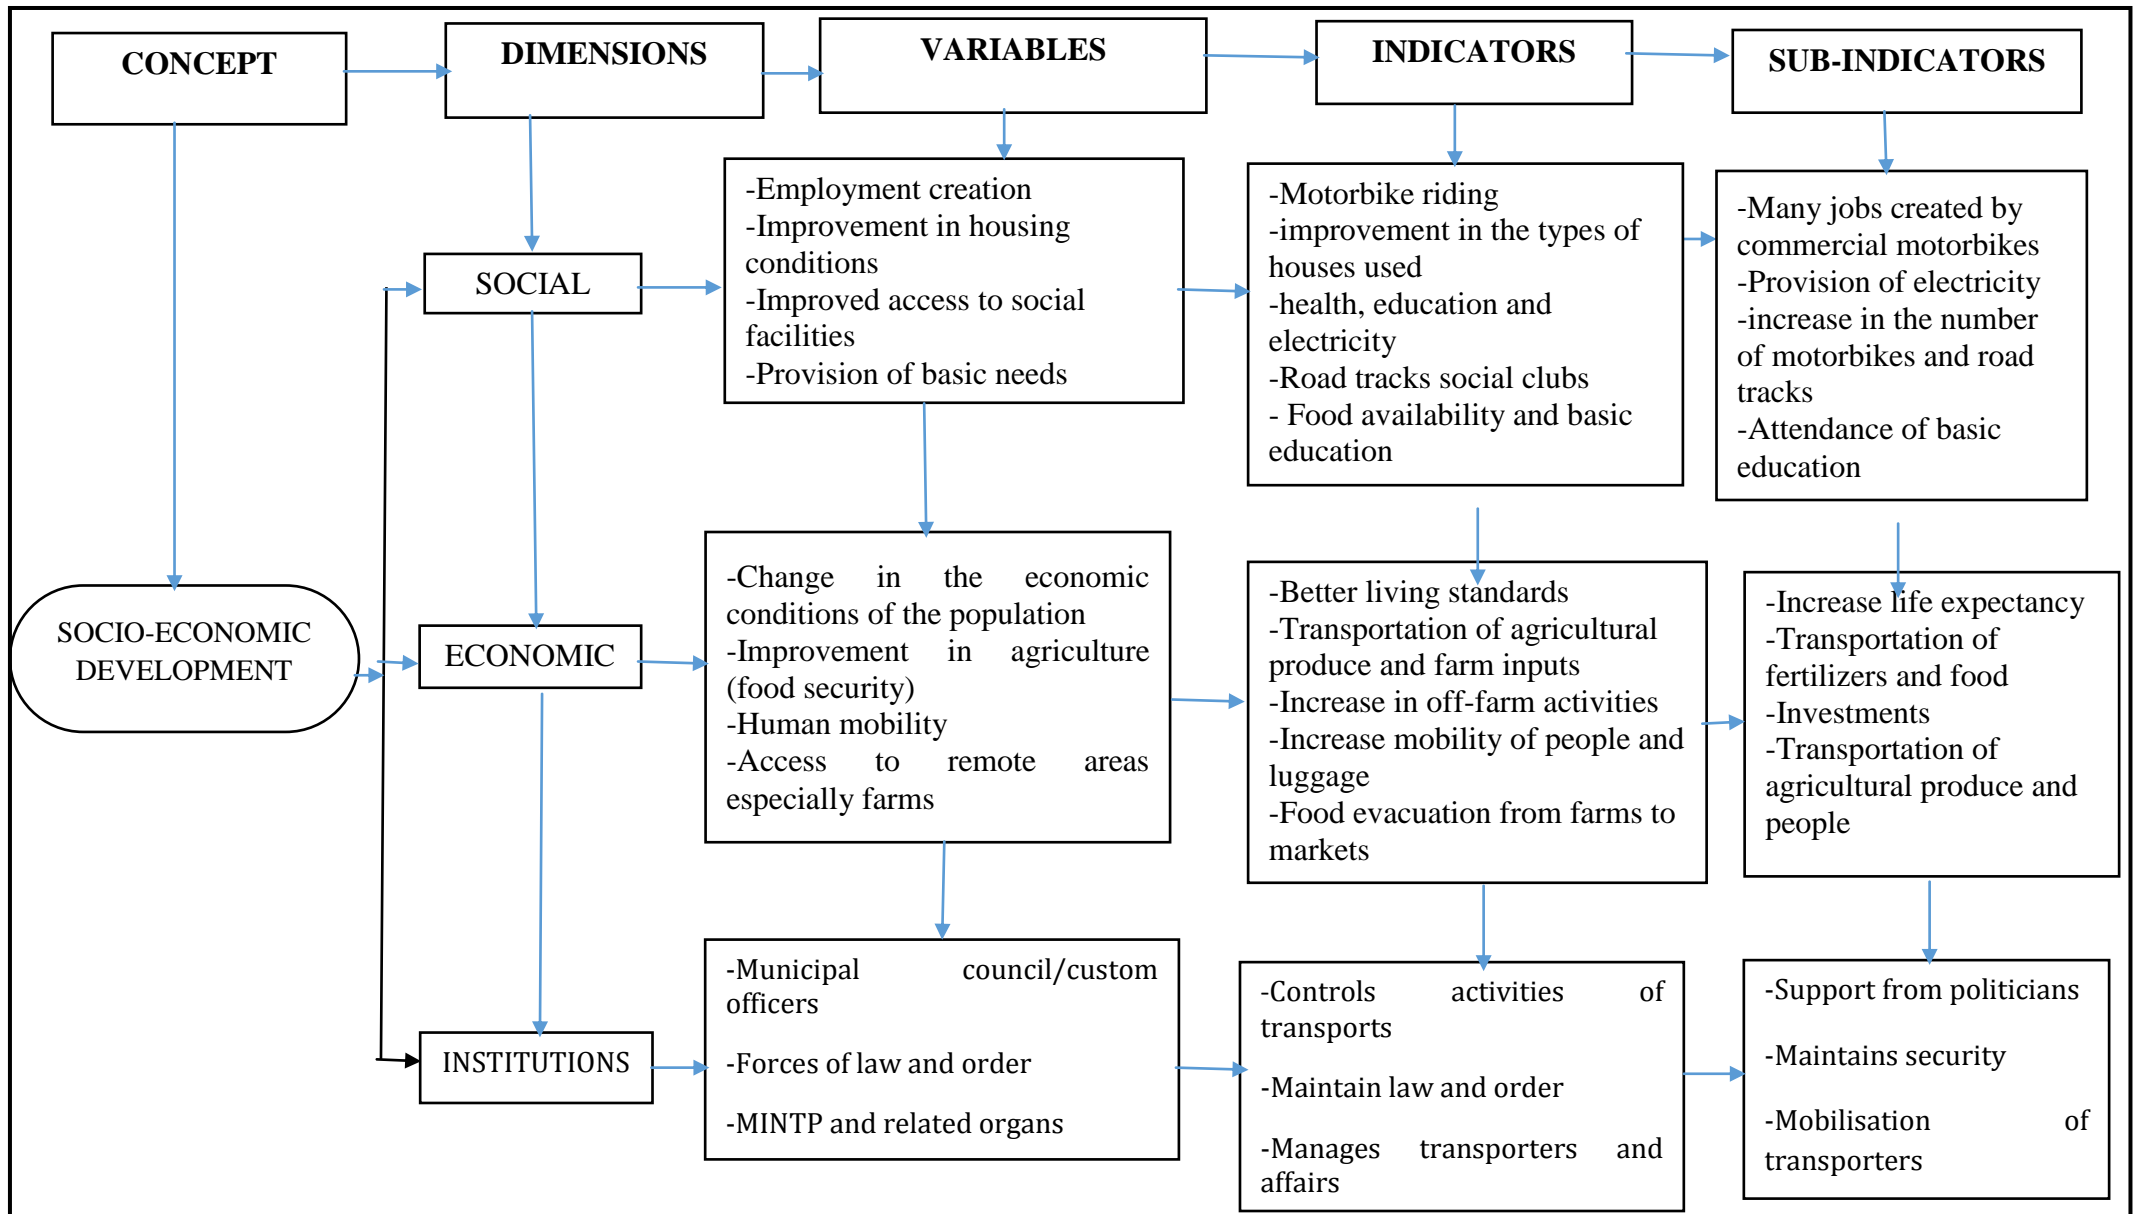 CONCEPT
DIMENSIONS
VARIABLES
INDICATORS
SUB-INDICATORS
SOCIO-ECONOMIC
DEVELOPMENT
SOCIAL
-Employment creation
-Improvement in housing
conditions
-Improved access to social
facilities
-Provision of basic needs
-Motorbike riding
-improvement in the types of
houses used
-health, education and
electricity
-Road tracks social clubs
- Food availability and basic
education
-Many jobs created by
commercial motorbikes
-Provision of electricity
-increase in the number
of motorbikes and road
tracks
-Attendance of basic
education
ECONOMIC
-Change in the economic
conditions of the population
-Improvement in agriculture
(food security)
-Human mobility
-Access to remote areas
especially farms
-Better living standards
-Transportation of agricultural
produce and farm inputs
-Increase in off-farm activities
-Increase mobility of people and
luggage
-Food evacuation from farms to
markets
-Increase life expectancy
-Transportation of
fertilizers and food
-Investments
-Transportation of
agricultural produce and
people
INSTITUTIONS
-Municipal council/custom
officers
-Forces of law and order
-MINTP and related organs
-Controls activities of
transports
-Maintain law and order
-Manages transporters and
affairs
-Support from politicians
-Maintains security
-Mobilisation of
transporters